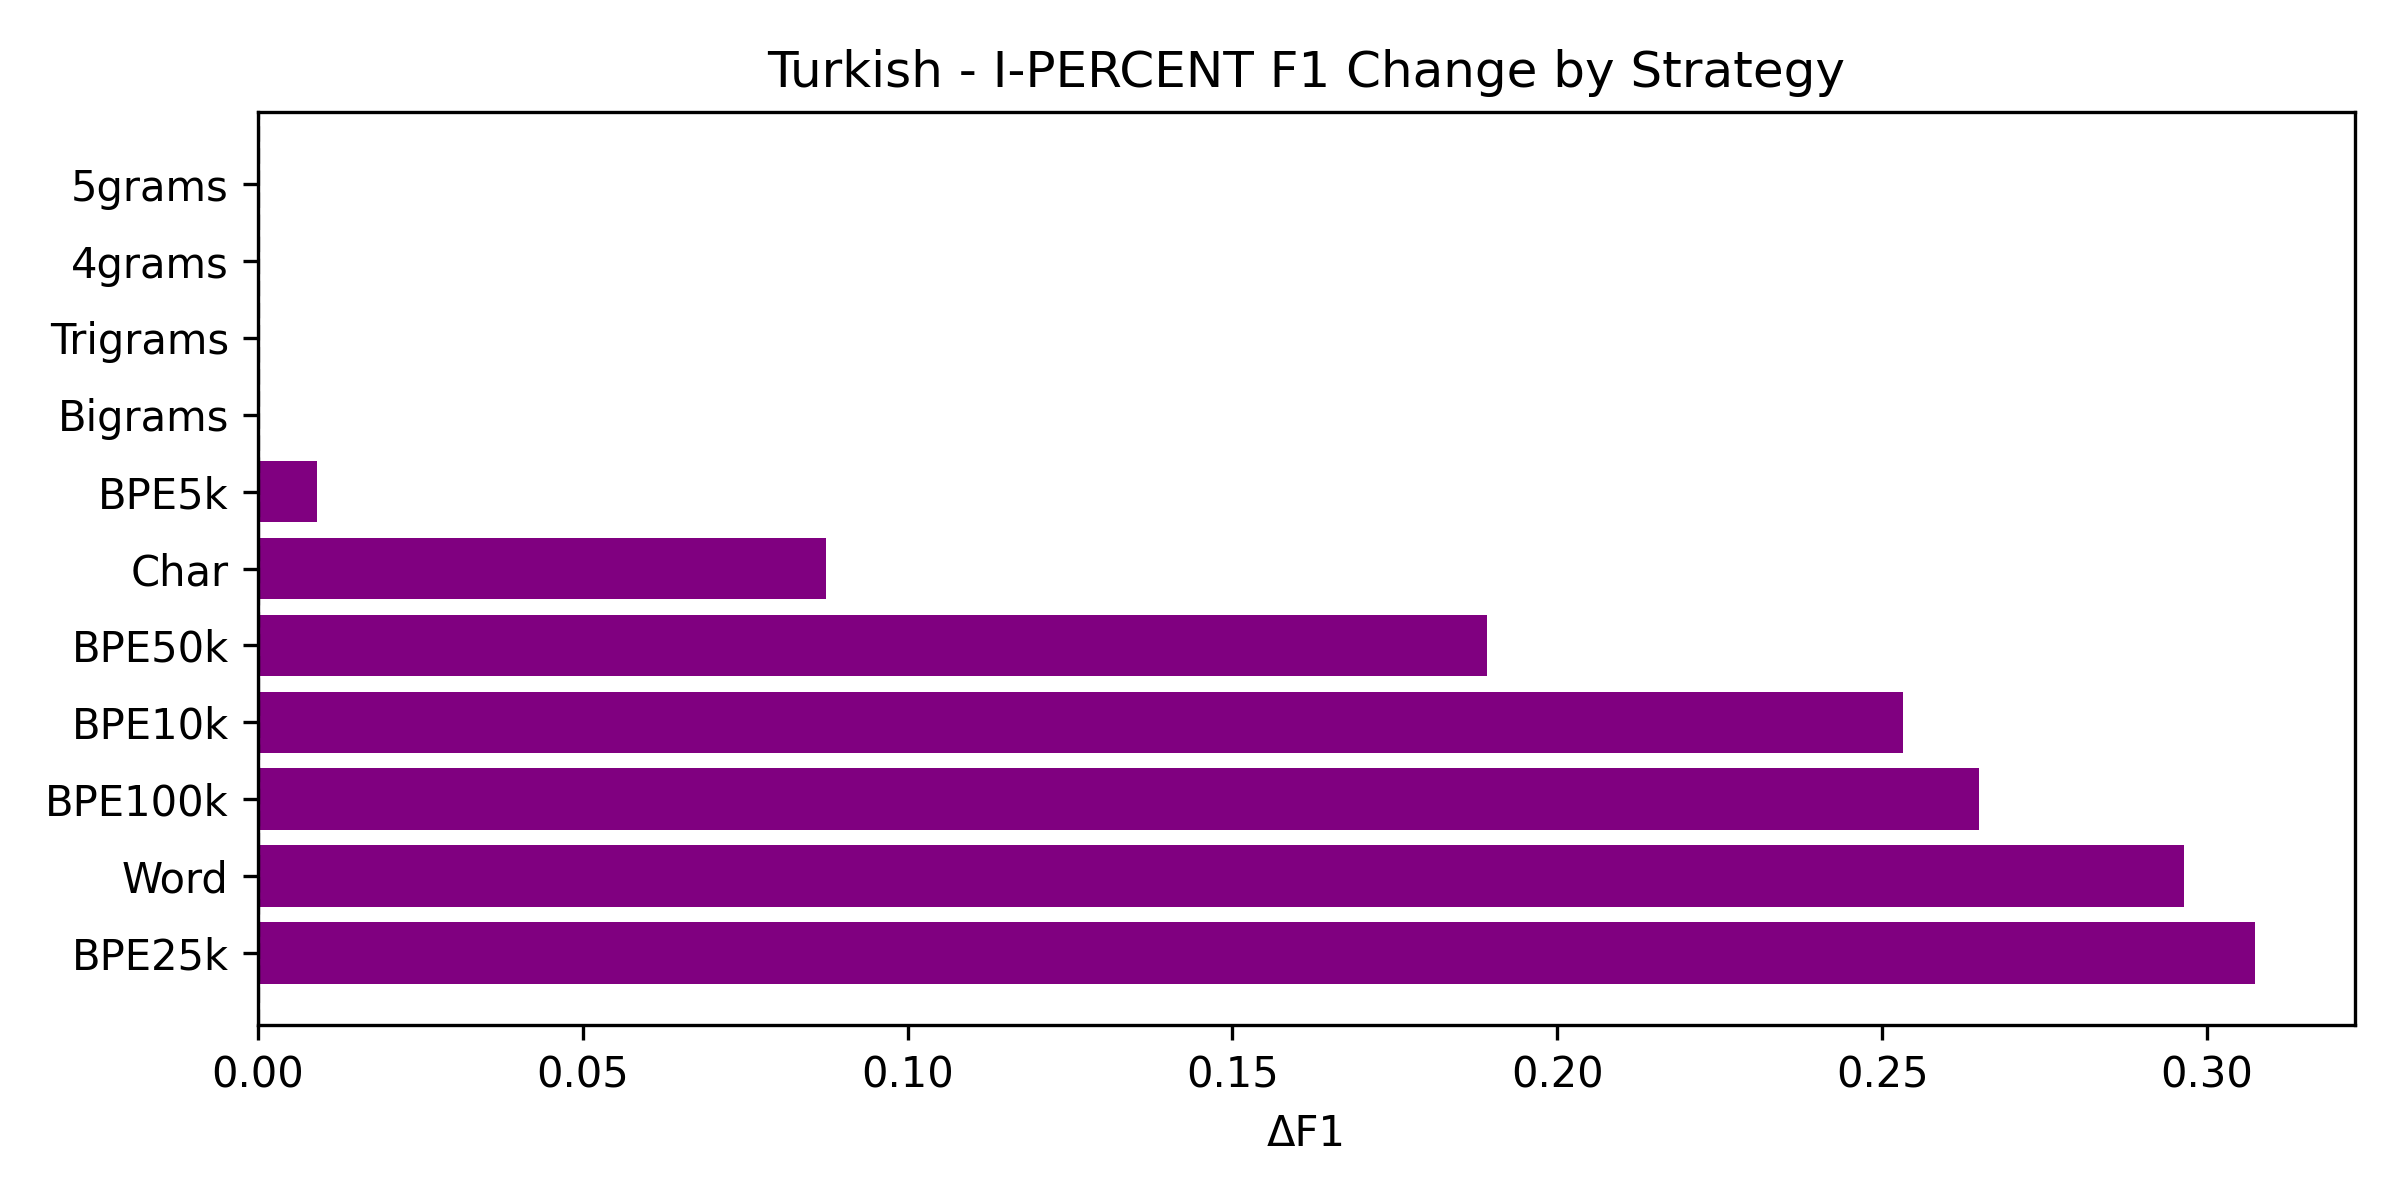 Turkish - I-PERCENT F1 Change by Strategy
5grams
4grams
Trigrams
Bigrams
BPE5k
Char
BPE50k
BPE10k
BPE100k
Word
BPE25k
0.00 0.05 0.10 0.15 0.20 0.25 0.30
ΔF1